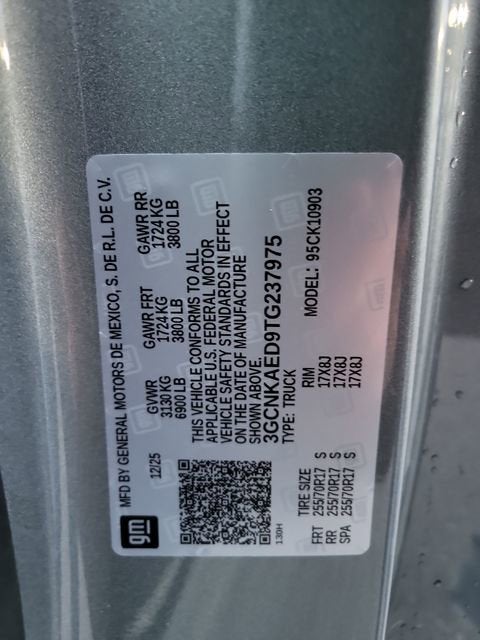 gm
MFD BY GENERAL MOTORS DE MEXICO, S. DE R.L. DE C.V.
12/25
GVWR GAWR FRT GAWR RR
3130 KG 1724 KG 1724 KG
6900 LB 3800 LB 3800 LB
THIS VEHICLE CONFORMS TO ALL
APPLICABLE U.S. FEDERAL MOTOR
VEHICLE SAFETY STANDARDS IN EFFECT
ON THE DATE OF MANUFACTURE
SHOWN ABOVE.
3GCNKAED9TG237975
TYPE: TRUCK MODEL: 95CK10903
130H
TIRE SIZE RIM
FRT 255/70R17 S 17X8J
RR 255/70R17 S 17X8J
SPA 255/70R17 S 17X8J